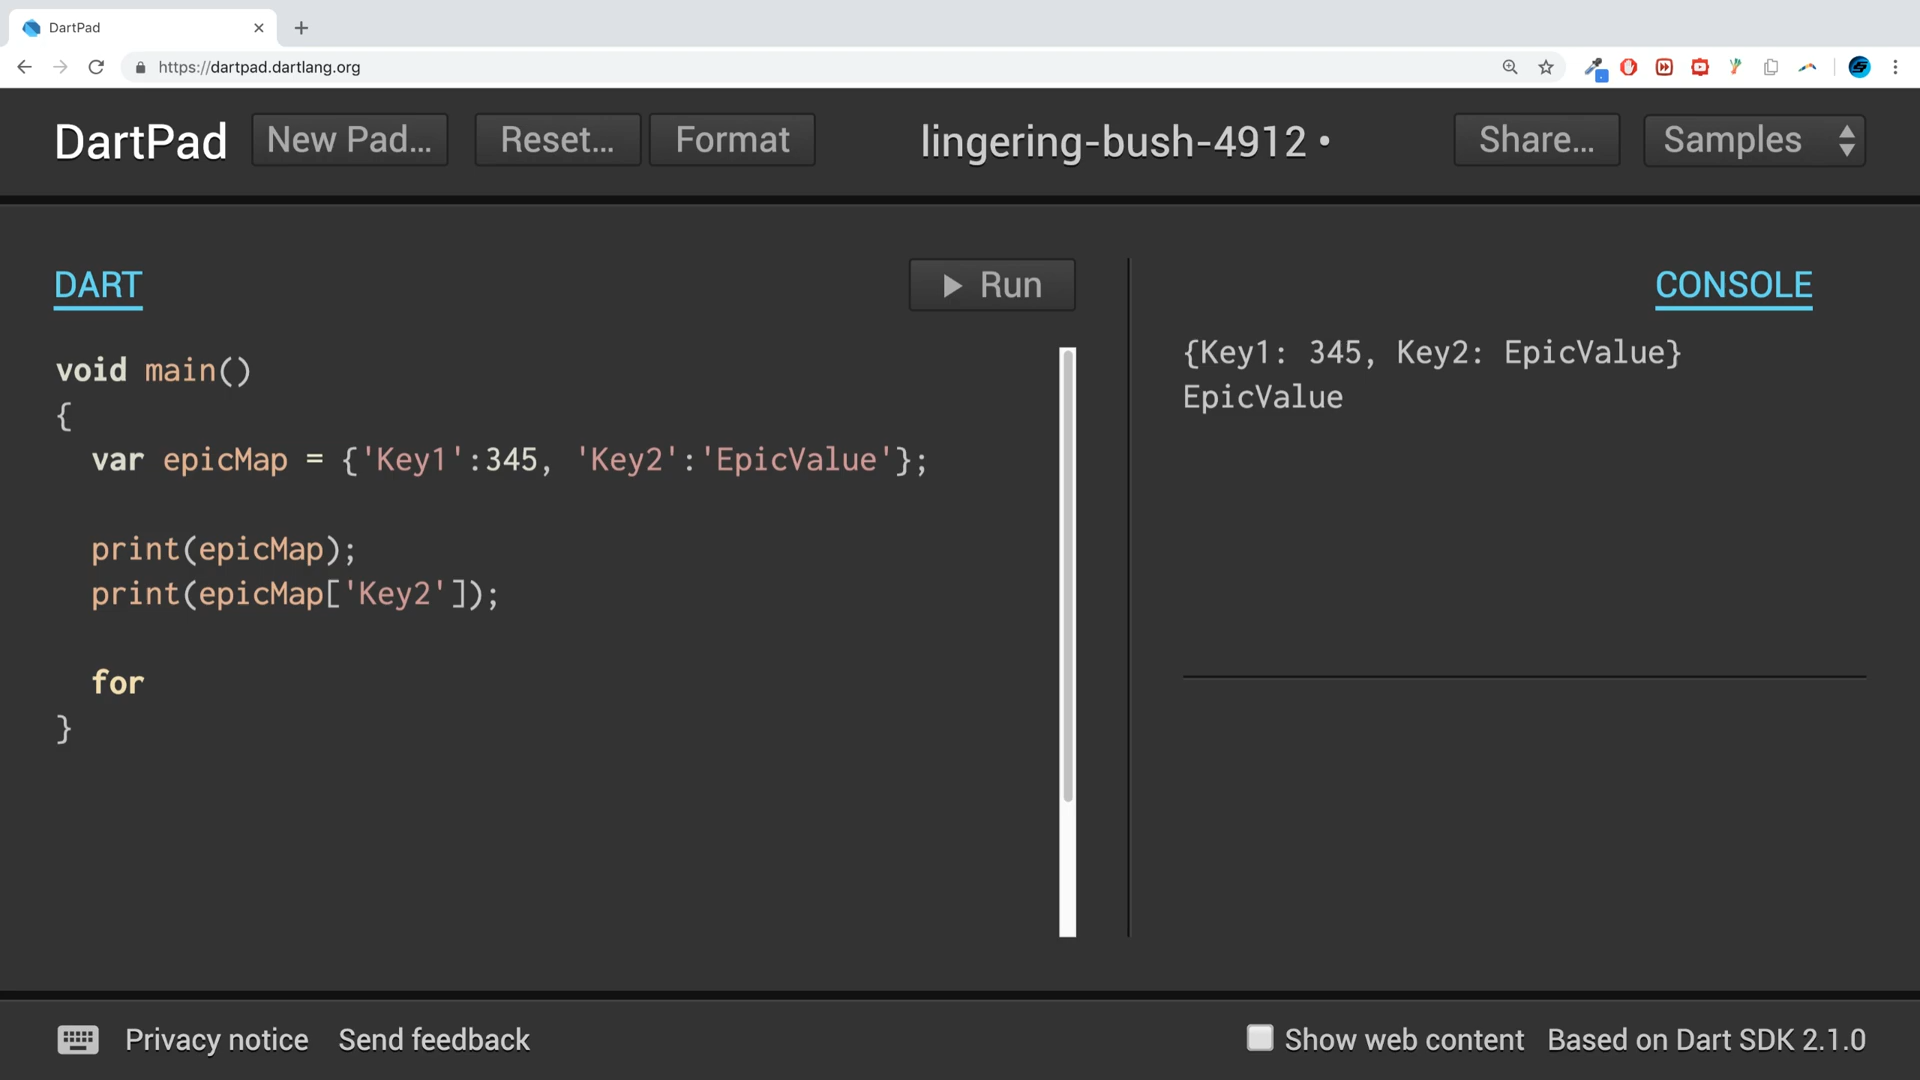 DartPad
https://dartpad.dartlang.org
DartPad New Pad... Reset... Format lingering-bush-4912 • Share... Samples
DART Run CONSOLE
void main()
{
  var epicMap = {'Key1':345, 'Key2':'EpicValue'};
  print(epicMap);
  print(epicMap['Key2']);
  for
}
{Key1: 345, Key2: EpicValue}
EpicValue
Privacy notice Send feedback Show web content Based on Dart SDK 2.1.0